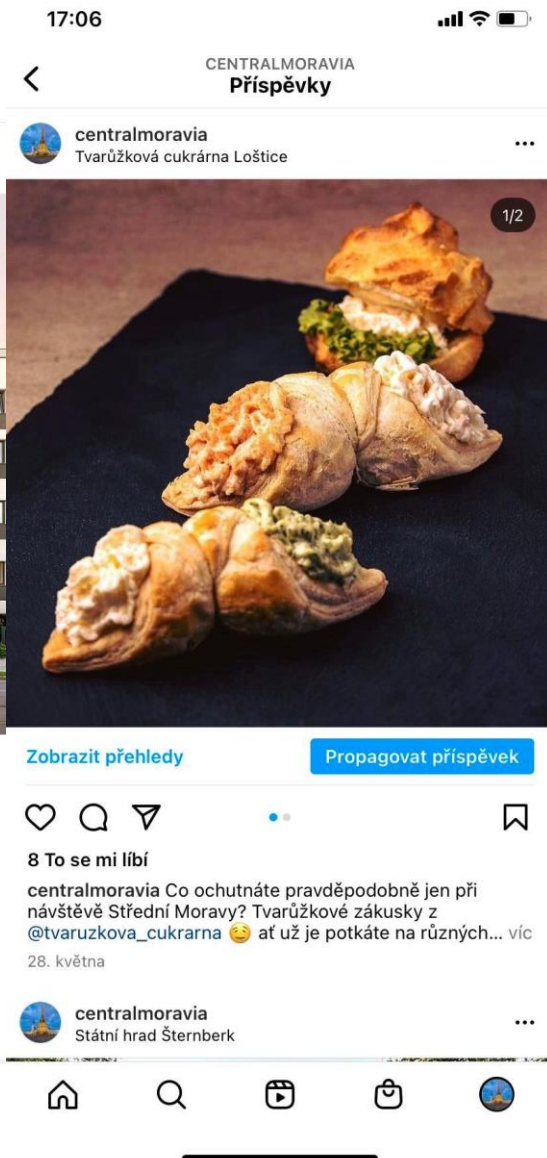 17:06
CENTRALMORAVIA
Příspěvky
centralmoravia
Tvarůžková cukrárna Loštice
1/2
Zobrazit přehledy
Propagovat příspěvek
8 To se mi líbí
centralmoravia Co ochutnáte pravděpodobně jen při
návštěvě Střední Moravy? Tvarůžkové zákusky z
@tvaruzkova_cukrarna 😋 ať už je potkáte na různých... víc
28. května
centralmoravia
Státní hrad Šternberk